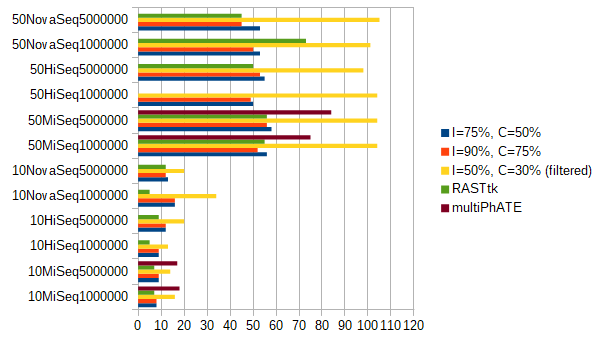 50NovaSeq5000000
50NovaSeq1000000
50HiSeq5000000
50HiSeq1000000
50MiSeq5000000
50MiSeq1000000
10NovaSeq5000000
10NovaSeq1000000
10HiSeq5000000
10HiSeq1000000
10MiSeq5000000
10MiSeq1000000
0 10 20 30 40 50 60 70 80 90 100 110 120
I=75%, C=50%
I=90%, C=75%
I=50%, C=30% (filtered)
RASTtk
multiPhATE